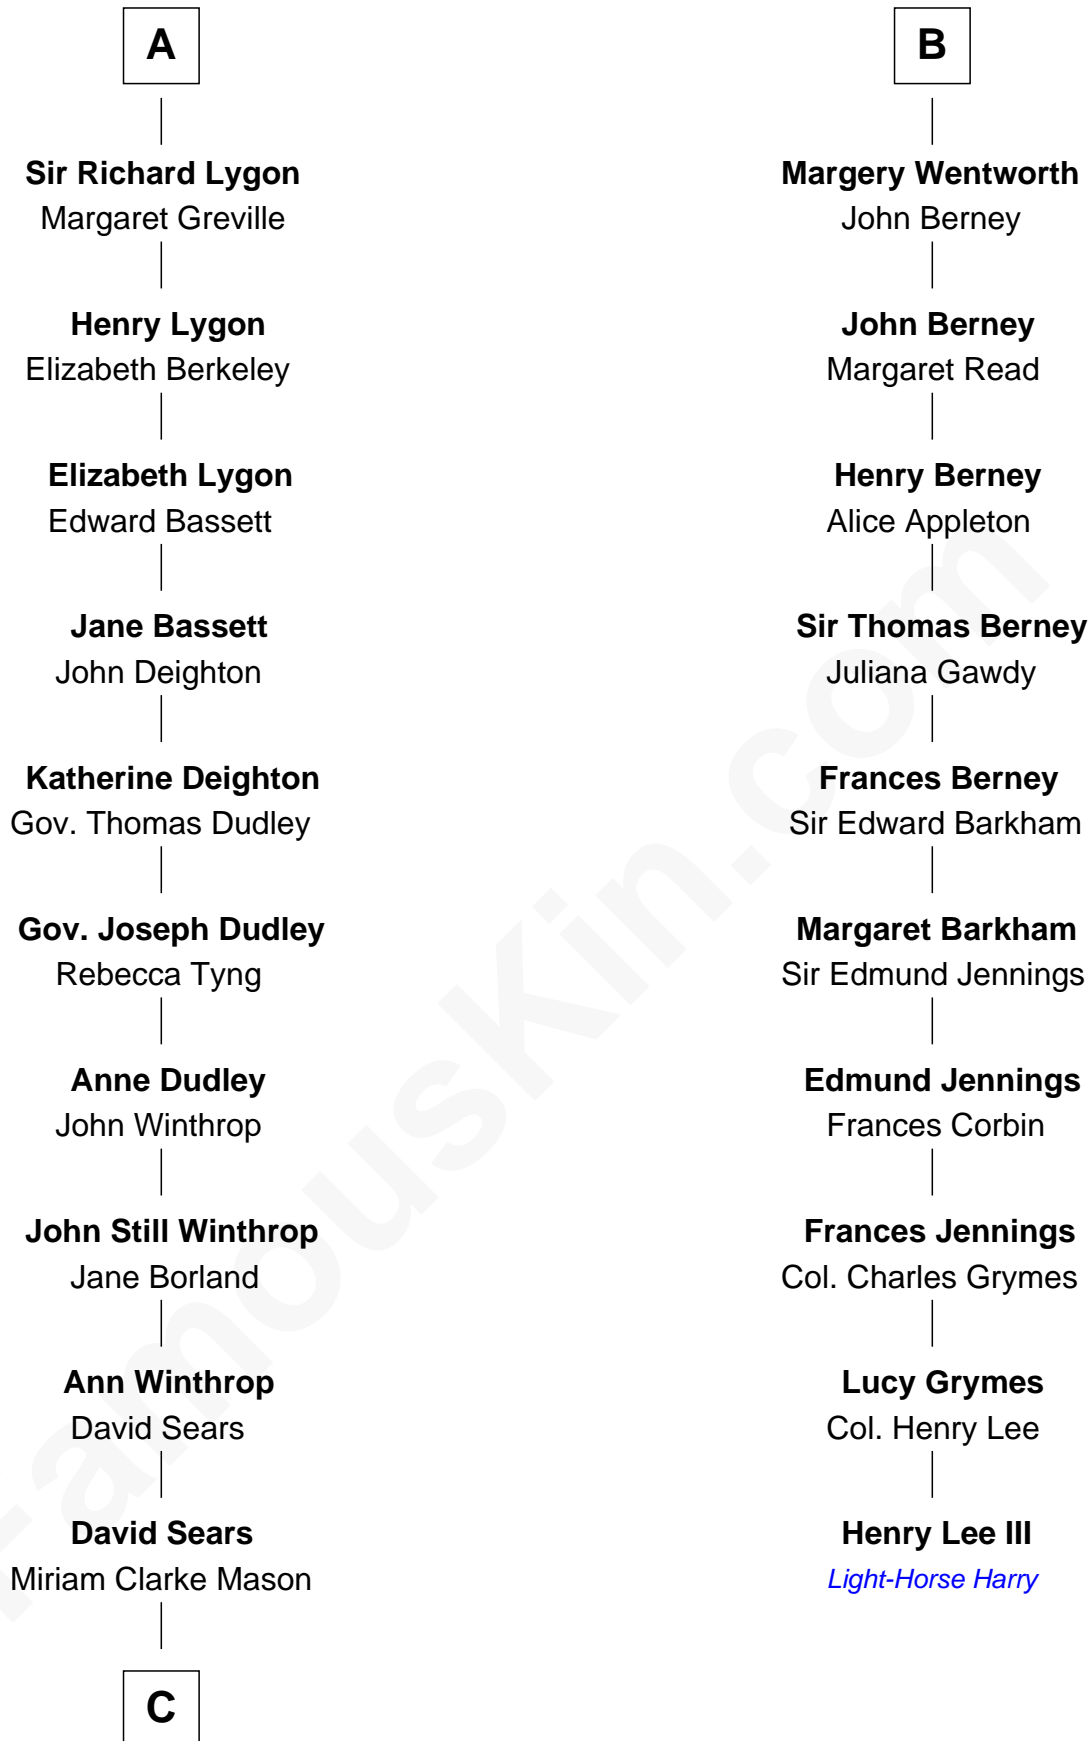 A
Sir Richard Lygon
Margaret Greville
Henry Lygon
Elizabeth Berkeley
Elizabeth Lygon
Edward Bassett
Jane Bassett
John Deighton
Katherine Deighton
Gov. Thomas Dudley
Gov. Joseph Dudley
Rebecca Tyng
Anne Dudley
John Winthrop
John Still Winthrop
Jane Borland
Ann Winthrop
David Sears
David Sears
Miriam Clarke Mason
C
B
Margery Wentworth
John Berney
John Berney
Margaret Read
Henry Berney
Alice Appleton
Sir Thomas Berney
Juliana Gawdy
Frances Berney
Sir Edward Barkham
Margaret Barkham
Sir Edmund Jennings
Edmund Jennings
Frances Corbin
Frances Jennings
Col. Charles Grymes
Lucy Grymes
Col. Henry Lee
Henry Lee III
Light-Horse Harry
FamousKin.com